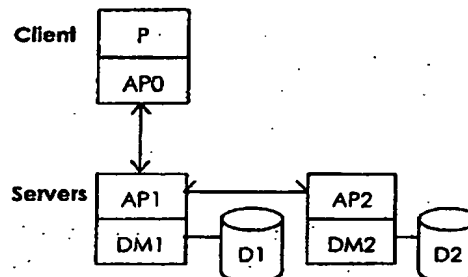 Client
P
AP0
Servers
AP1
AP2
DM1
D1
DM2
D2